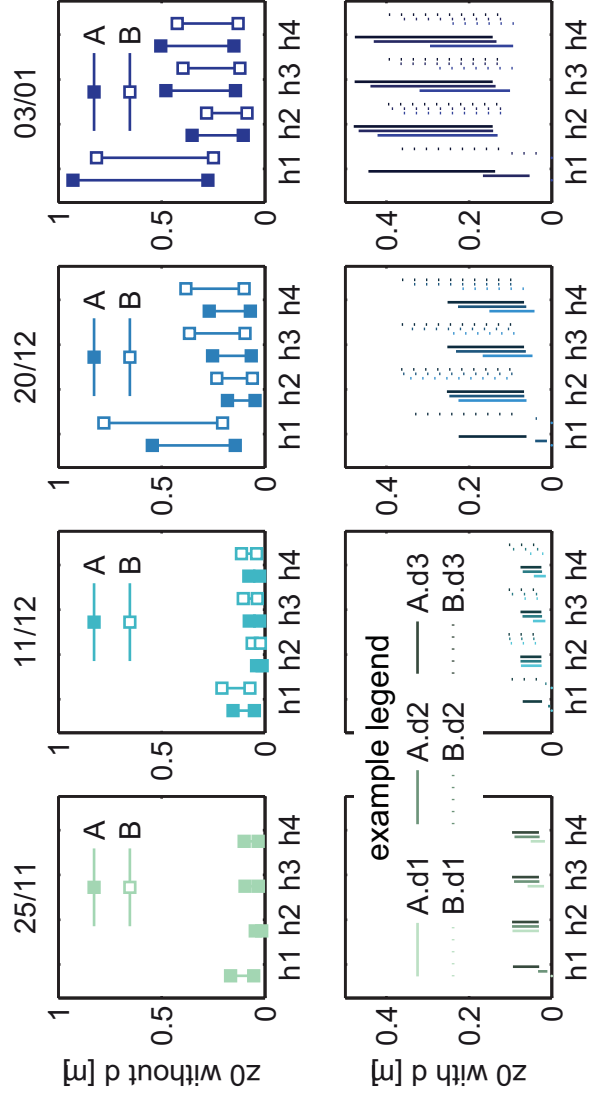 25/11
11/12
20/12
03/01
z0 without d [m]
1
0.5
0
A
B
h1 h2 h3 h4
1
0.5
0
A
B
h1 h2 h3 h4
1
0.5
0
A
B
h1 h2 h3 h4
1
0.5
0
A
B
h1 h2 h3 h4
z0 with d [m]
0.4
0.2
0
h1 h2 h3 h4
example legend
A.d1 A.d2 A.d3
B.d1 B.d2 B.d3
0.4
0.2
0
h1 h2 h3 h4
0.4
0.2
0
h1 h2 h3 h4
0.4
0.2
0
h1 h2 h3 h4